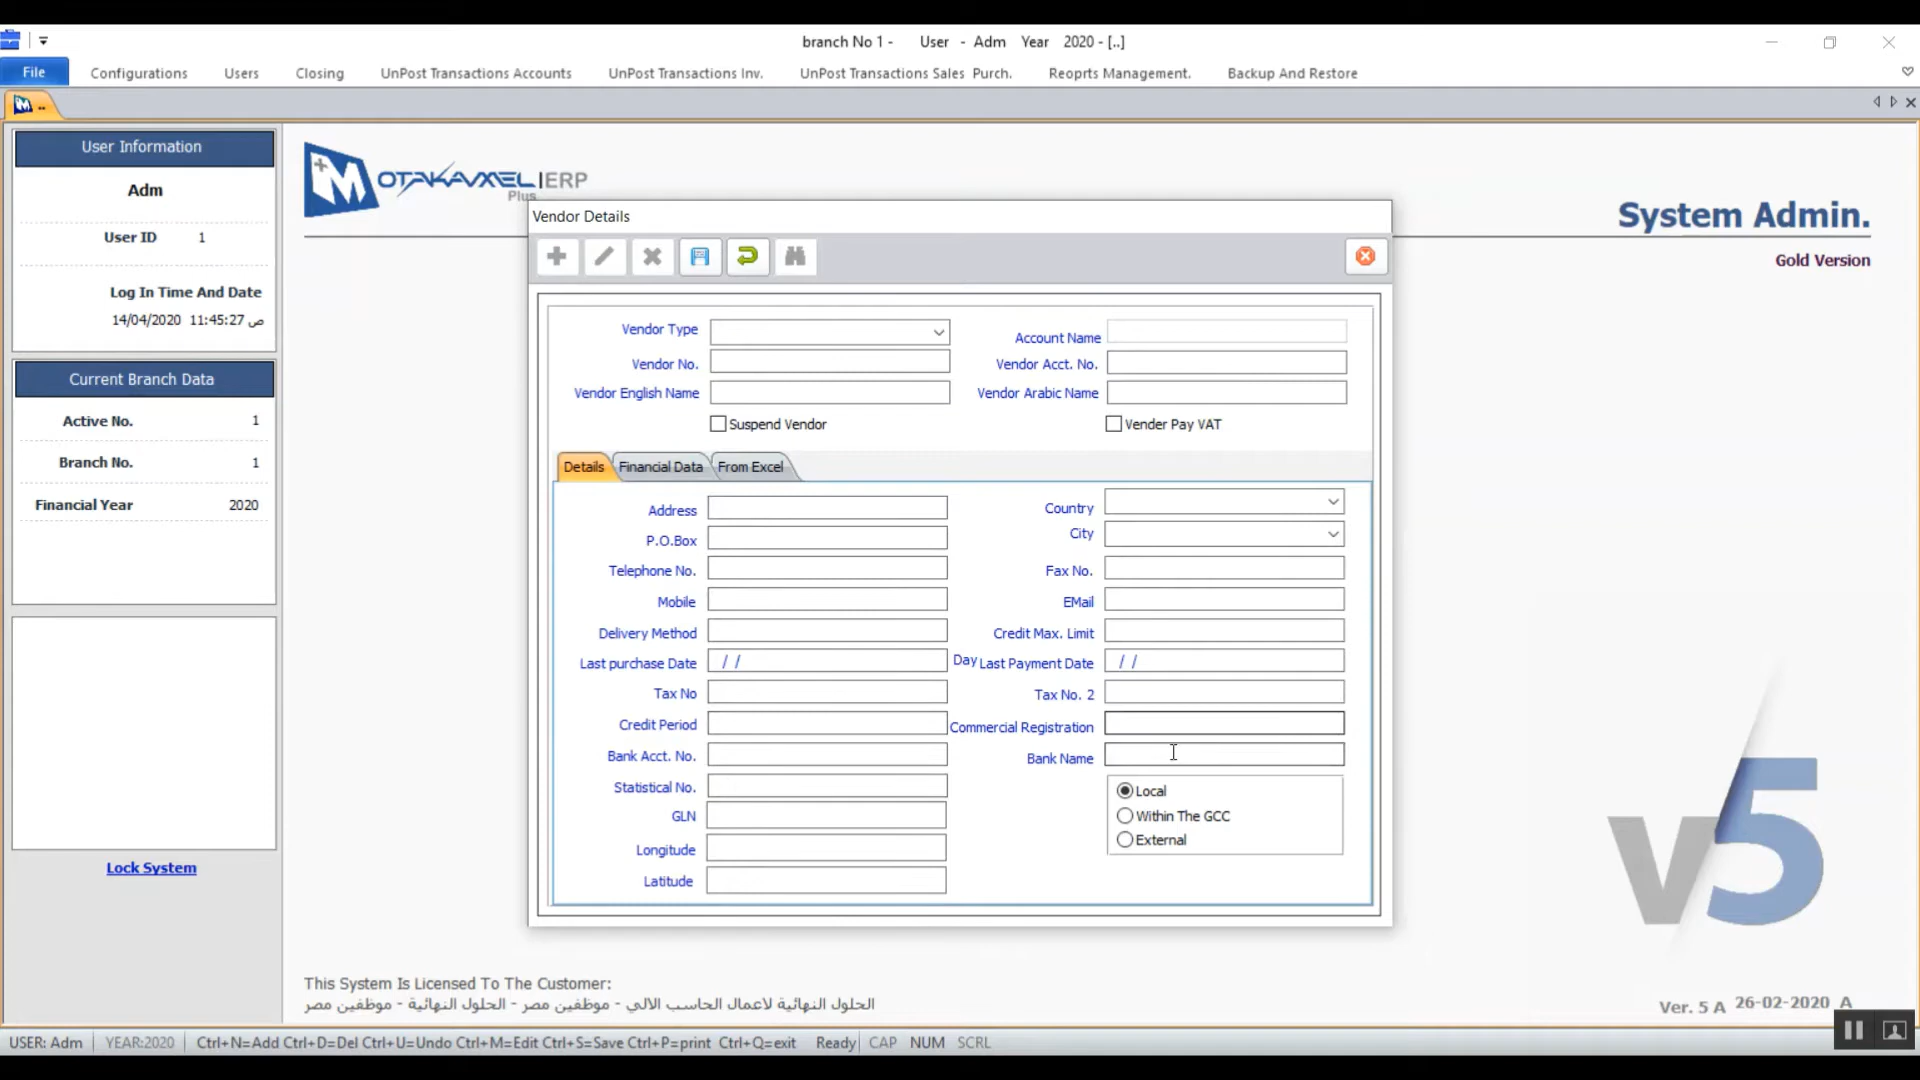 branch No 1 - User - Adm Year 2020 - [..]
File Configurations Users Closing UnPost Transactions Accounts UnPost Transactions Inv. UnPost Transactions Sales Purch. Reoprts Management. Backup And Restore
..
User Information
Adm
User ID 1
Log In Time And Date
14/04/2020 11:45:27 ص
Current Branch Data
Active No. 1
Branch No. 1
Financial Year 2020
Lock System
MOTAKAMEL ERP
Plus
System Admin.
Gold Version
Vendor Details
Vendor Type Account Name
Vendor No. Vendor Acct. No.
Vendor English Name Vendor Arabic Name
Suspend Vendor Vender Pay VAT
Details Financial Data From Excel
Address Country
P.O.Box City
Telephone No. Fax No.
Mobile EMail
Delivery Method Credit Max. Limit
Last purchase Date / / Day Last Payment Date / /
Tax No Tax No. 2
Credit Period Commercial Registration
Bank Acct. No. Bank Name
Statistical No. Local
GLN Within The GCC
External
Longitude
Latitude
v5
This System Is Licensed To The Customer:
الحلول النهائية لاعمال الحاسب الالي - موظفين مصر - الحلول النهائية - موظفين مصر
Ver. 5 A 26-02-2020 A
USER: Adm YEAR:2020 Ctrl+N=Add Ctrl+D=Del Ctrl+U=Undo Ctrl+M=Edit Ctrl+S=Save Ctrl+P=print Ctrl+Q=exit Ready CAP NUM SCRL